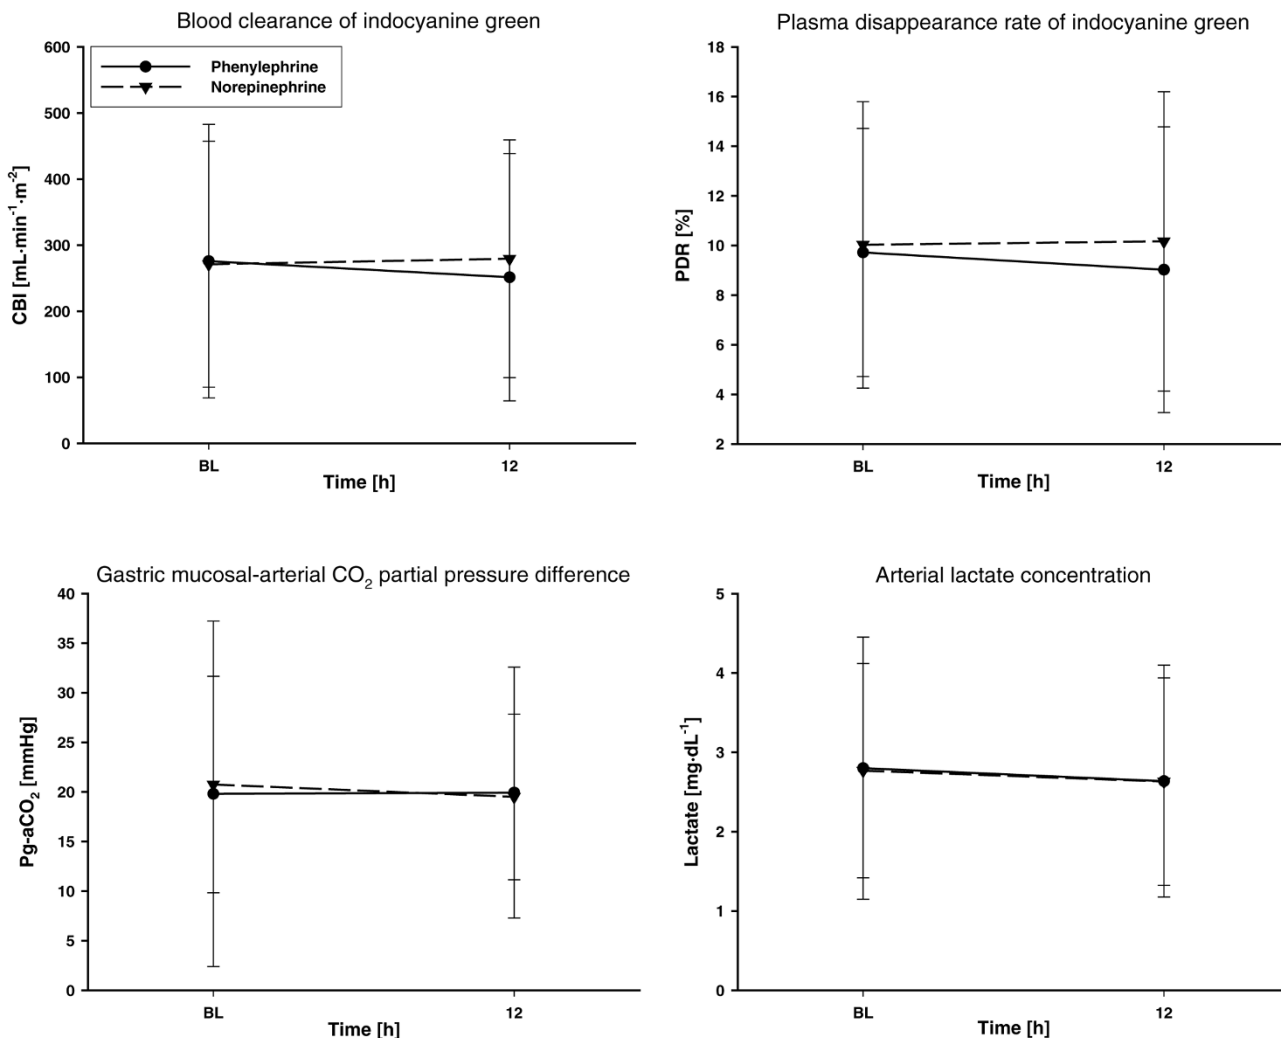 Blood clearance of indocyanine green
Phenylephrine
Norepinephrine
CBI [mL·min⁻¹·m⁻²]
600
500
400
300
200
100
0
BL
12
Time [h]
Plasma disappearance rate of indocyanine green
PDR [%]
18
16
14
12
10
8
6
4
2
BL
12
Time [h]
Gastric mucosal-arterial CO₂ partial pressure difference
Pg-aCO₂ [mmHg]
40
35
30
25
20
15
10
5
0
BL
12
Time [h]
Arterial lactate concentration
Lactate [mg·dL⁻¹]
5
4
3
2
1
0
BL
12
Time [h]